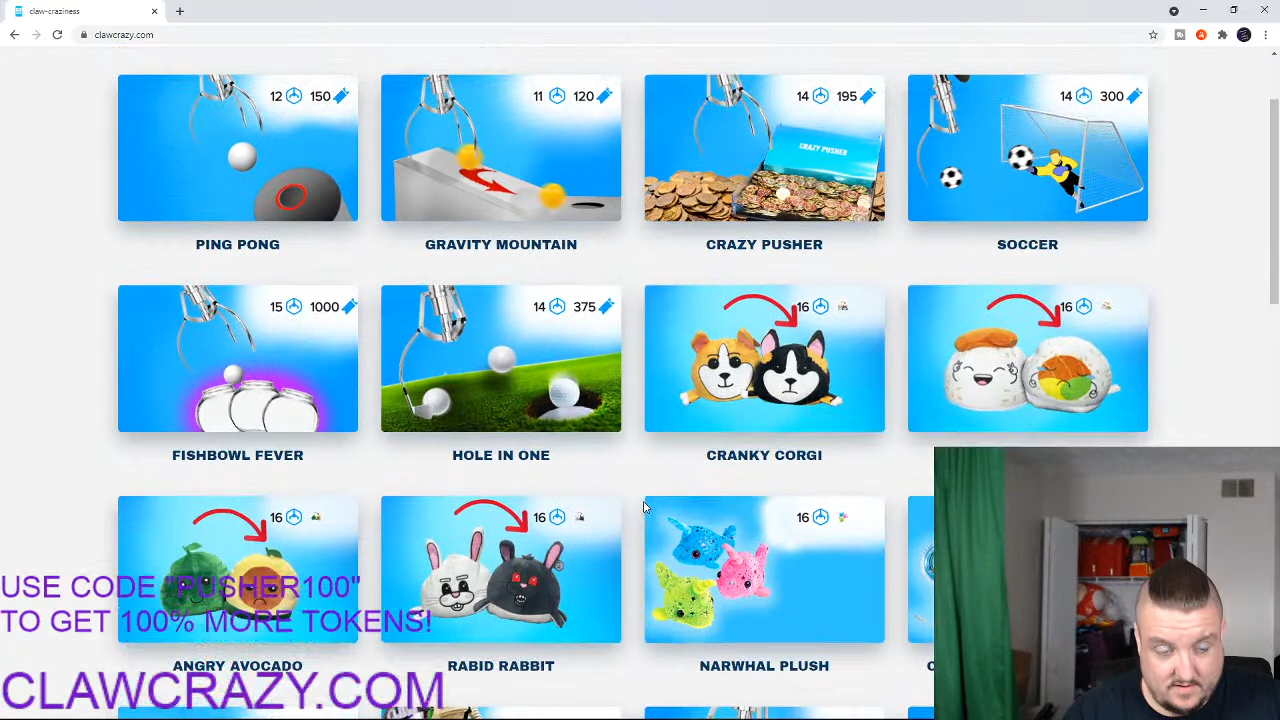 claw-craziness
clawcrazy.com
12 150
11 120
14 195
14 300
CRAZY PUSHER
PING PONG
GRAVITY MOUNTAIN
CRAZY PUSHER
SOCCER
15 1000
14 375
16
16
FISHBOWL FEVER
HOLE IN ONE
CRANKY CORGI
16
16
16
USE CODE "PUSHER100"
TO GET 100% MORE TOKENS!
ANGRY AVOCADO
RABID RABBIT
NARWHAL PLUSH
CLAWCRAZY.COM